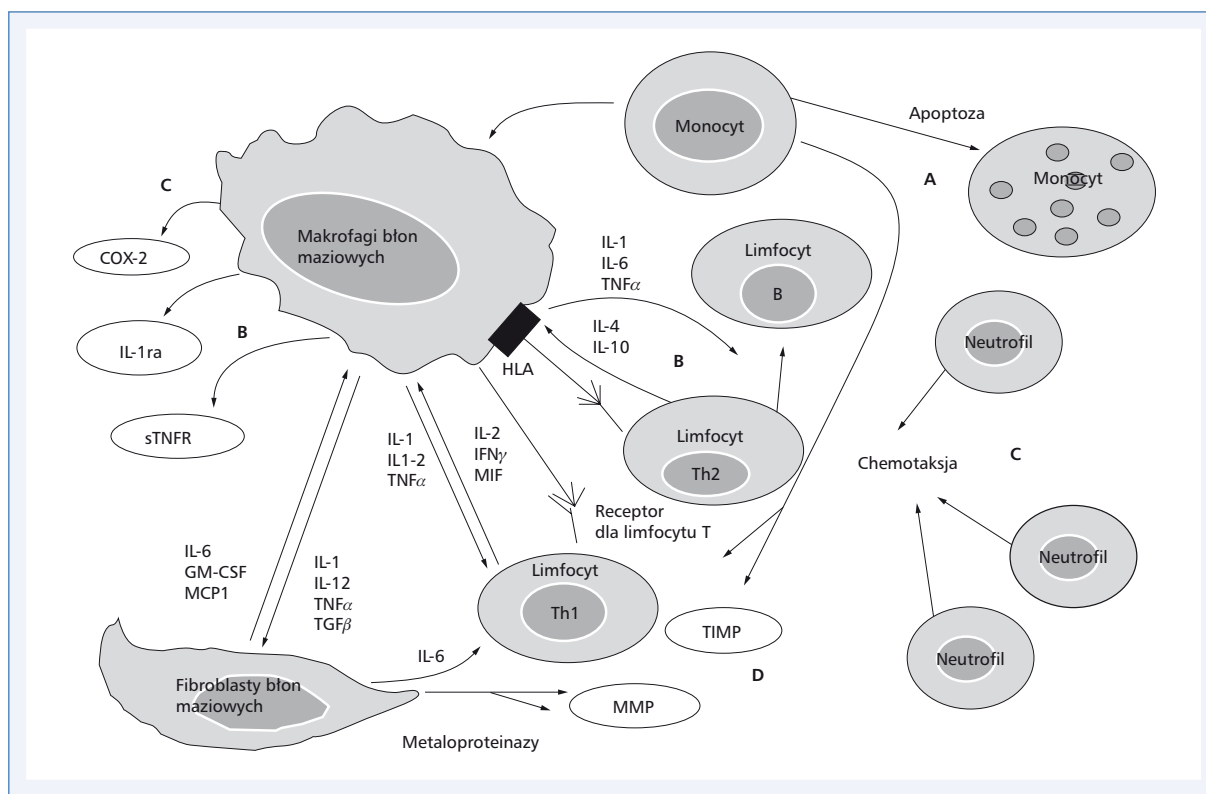 Monocyt
Apoptoza
A
Monocyt
C
COX-2
Makrofagi błon
maziowych
IL-1
IL-6
TNFα
Limfocyt
B
IL-1ra
B
IL-4
IL-10
B
Neutrofil
HLA
sTNFR
IL-1
IL1-2
TNFα
IL-2
IFNγ
MIF
Limfocyt
Th2
Chemotaksja
C
Receptor
dla limfocytu T
IL-6
GM-CSF
MCP1
IL-1
IL-12
TNFα
TGFβ
Limfocyt
Th1
Neutrofil
TIMP
IL-6
D
Neutrofil
Fibroblasty błon
maziowych
MMP
Metaloproteinazy